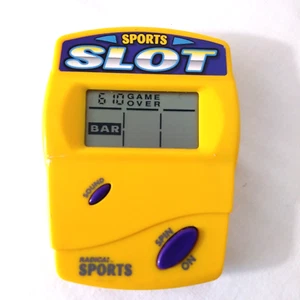 SPORTS
SLOT
610 GAME
OVER
BAR
SOUND
SPIN
ON
RADICA
SPORTS